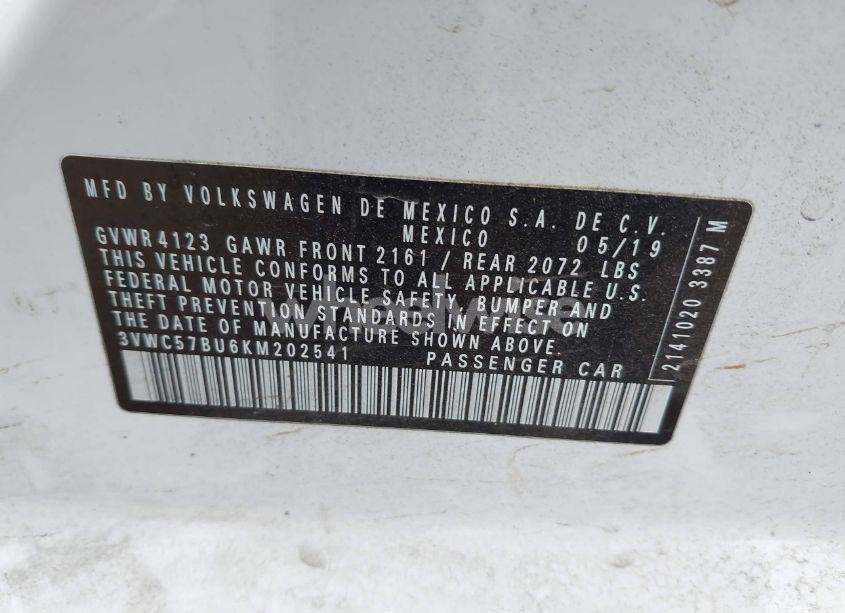 MFD BY VOLKSWAGEN DE MEXICO S.A. DE C.V.
MEXICO 05/19
GVWR 4123 GAWR FRONT 2161 / REAR 2072 LBS
THIS VEHICLE CONFORMS TO ALL APPLICABLE U.S.
FEDERAL MOTOR VEHICLE SAFETY, BUMPER AND
THEFT PREVENTION STANDARDS IN EFFECT ON
THE DATE OF MANUFACTURE SHOWN ABOVE.
3VWC57BU6KM202541 PASSENGER CAR
2141020 3387 M